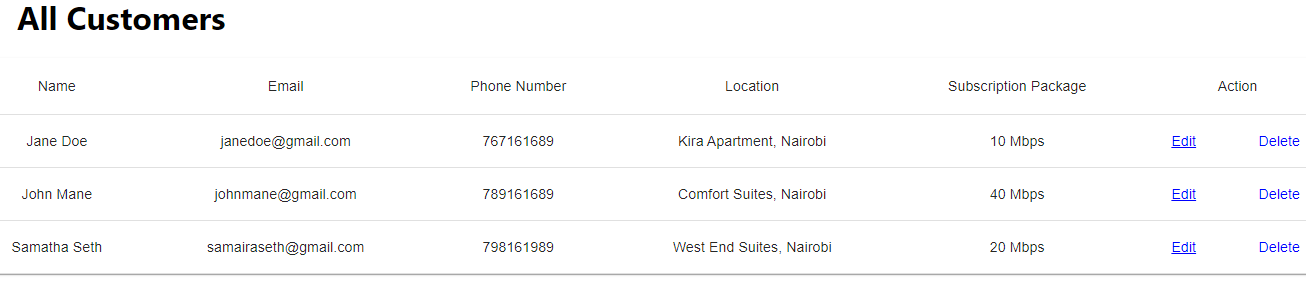 All Customers
Name Email Phone Number Location Subscription Package Action
Jane Doe janedoe@gmail.com 767161689 Kira Apartment, Nairobi 10 Mbps Edit Delete
John Mane johnmane@gmail.com 789161689 Comfort Suites, Nairobi 40 Mbps Edit Delete
Samatha Seth samairaseth@gmail.com 798161989 West End Suites, Nairobi 20 Mbps Edit Delete